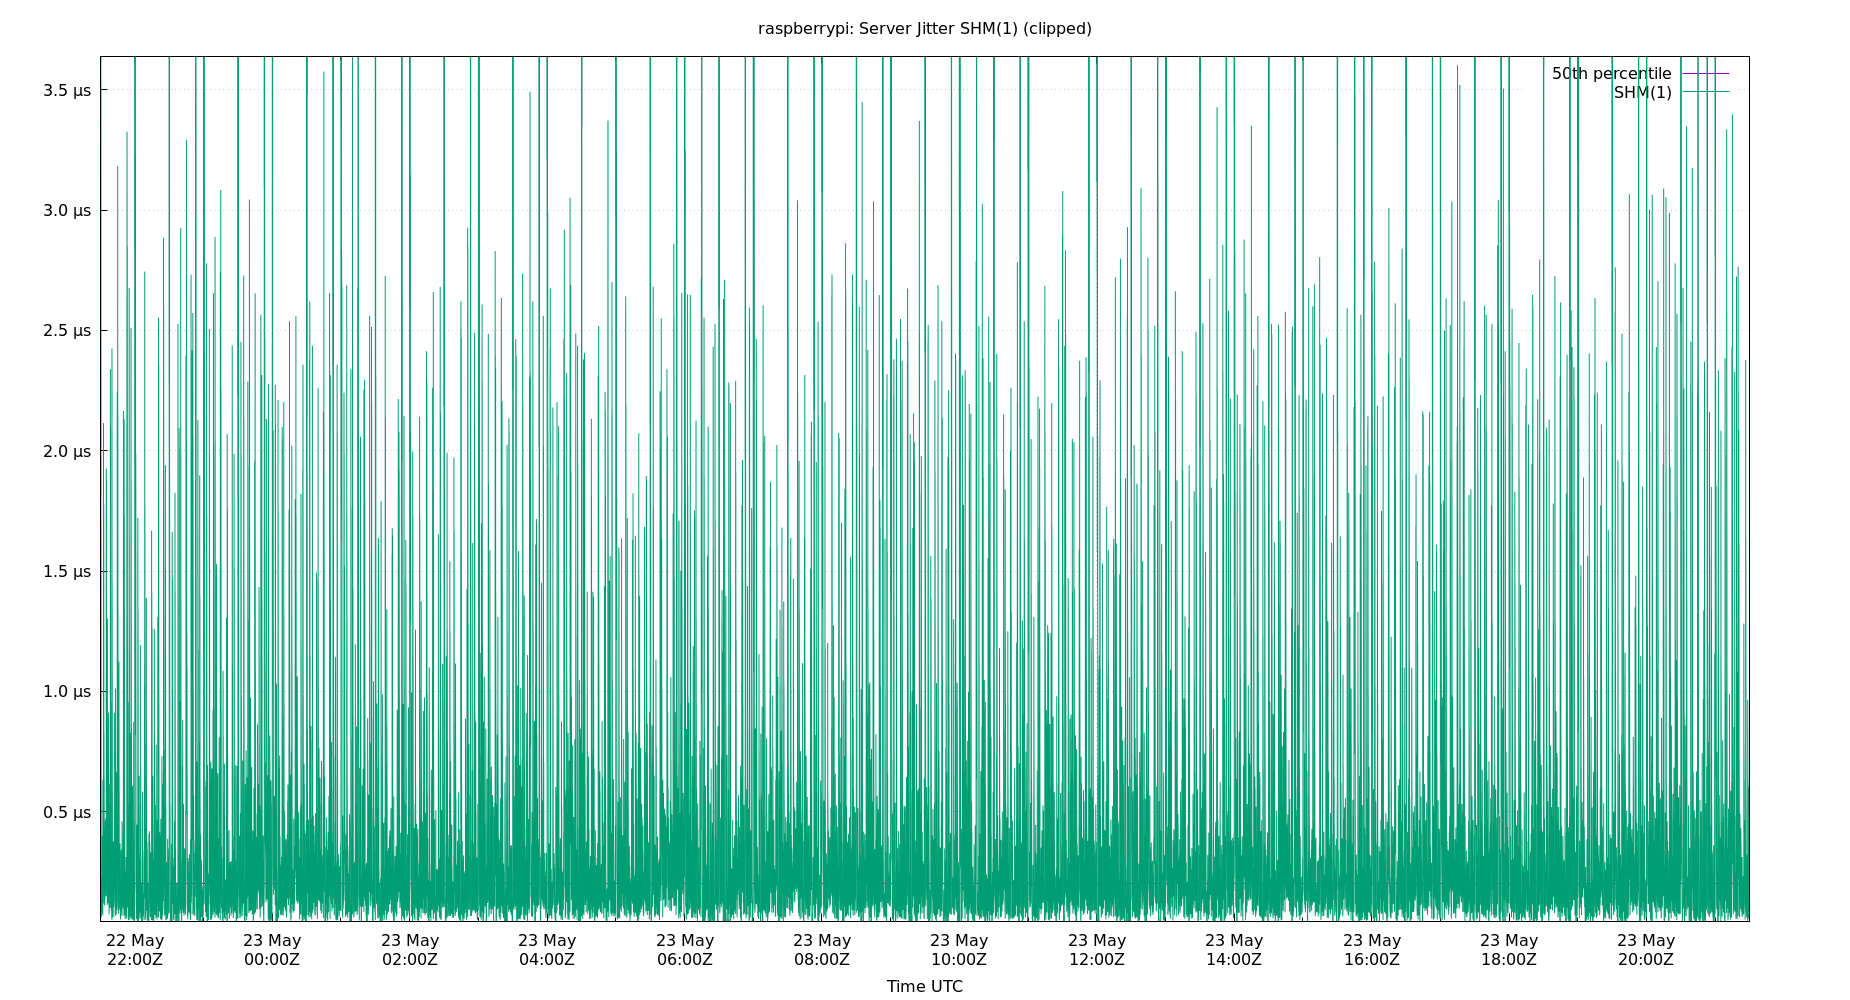 raspberrypi: Server Jitter SHM(1) (clipped)
50th percentile
SHM(1)
3.5 µs
3.0 µs
2.5 µs
2.0 µs
1.5 µs
1.0 µs
0.5 µs
22 May 23 May 23 May 23 May 23 May 23 May 23 May 23 May 23 May 23 May 23 May 23 May
22:00Z 00:00Z 02:00Z 04:00Z 06:00Z 08:00Z 10:00Z 12:00Z 14:00Z 16:00Z 18:00Z 20:00Z
Time UTC